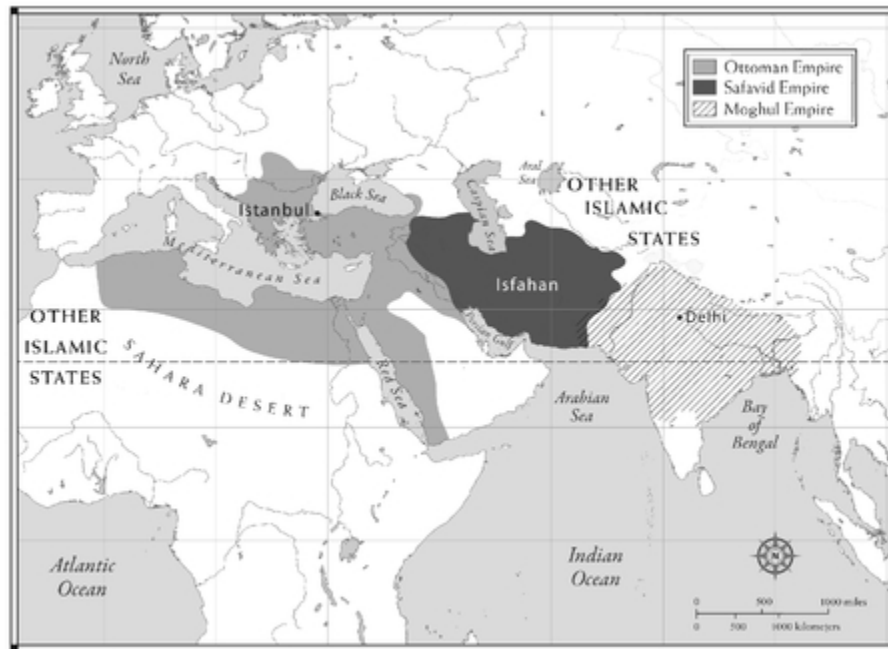 North
Sea
Ottoman Empire
Safavid Empire
Moghul Empire
Aral
Sea
OTHER
ISLAMIC
STATES
Black Sea
Caspian Sea
Istanbul
Mediterranean Sea
Isfahan
Persian Gulf
Delhi
OTHER
ISLAMIC
STATES
SAHARA DESERT
Red Sea
Arabian
Sea
Bay
of
Bengal
Atlantic
Ocean
Indian
Ocean
N
0 500 1000 miles
0 500 1000 kilometers